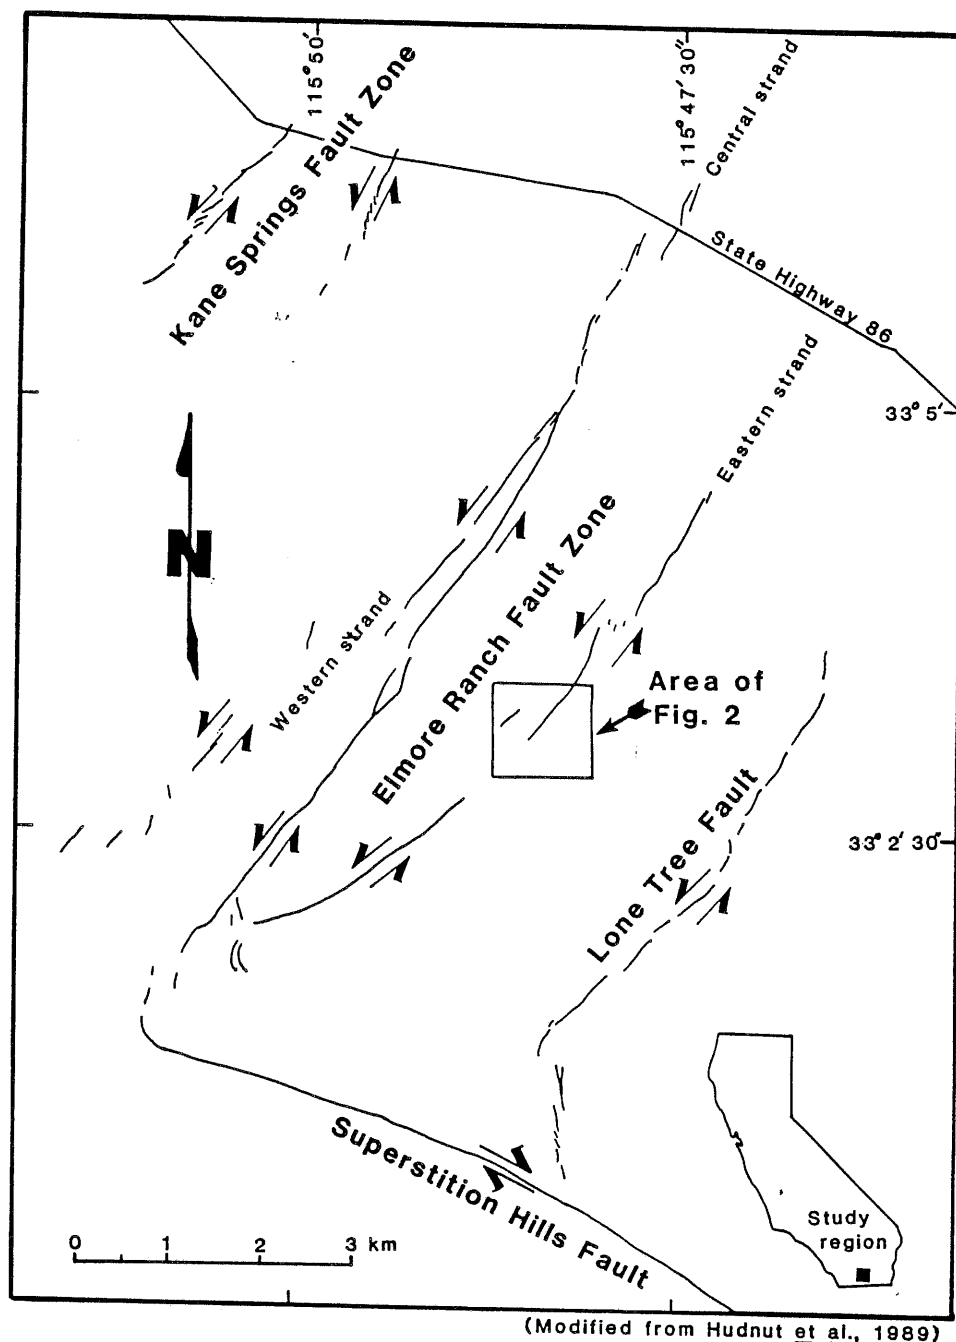 115° 50'
115° 47' 30"
Central strand
Kane Springs Fault Zone
State Highway 86
33° 5'
Eastern strand
N
Elmore Ranch Fault Zone
Western strand
Area of
Fig. 2
33° 2' 30"
Lone Tree Fault
Superstition Hills Fault
Study
region
0 1 2 3 km
(Modified from Hudnut et al., 1989)